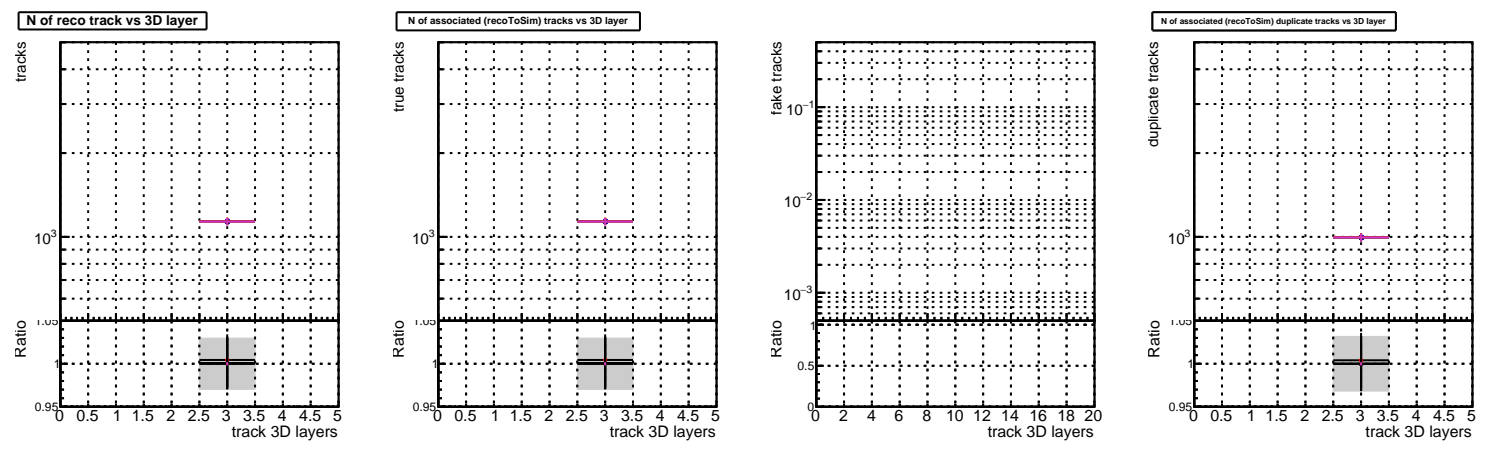 N of reco track vs 3D layer
tracks
10³
Ratio
1.05
1
0.95
0 0.5 1 1.5 2 2.5 3 3.5 4 4.5 5
track 3D layers
N of associated (recoToSim) tracks vs 3D layer
true tracks
10³
Ratio
1.05
1
0.95
0 0.5 1 1.5 2 2.5 3 3.5 4 4.5 5
track 3D layers
fake tracks
10⁻¹
10⁻²
10⁻³
Ratio
1
0.5
0
0 2 4 6 8 10 12 14 16 18 20
track 3D layers
N of associated (recoToSim) duplicate tracks vs 3D layer
duplicate tracks
10³
Ratio
1.05
1
0.95
0 0.5 1 1.5 2 2.5 3 3.5 4 4.5 5
track 3D layers